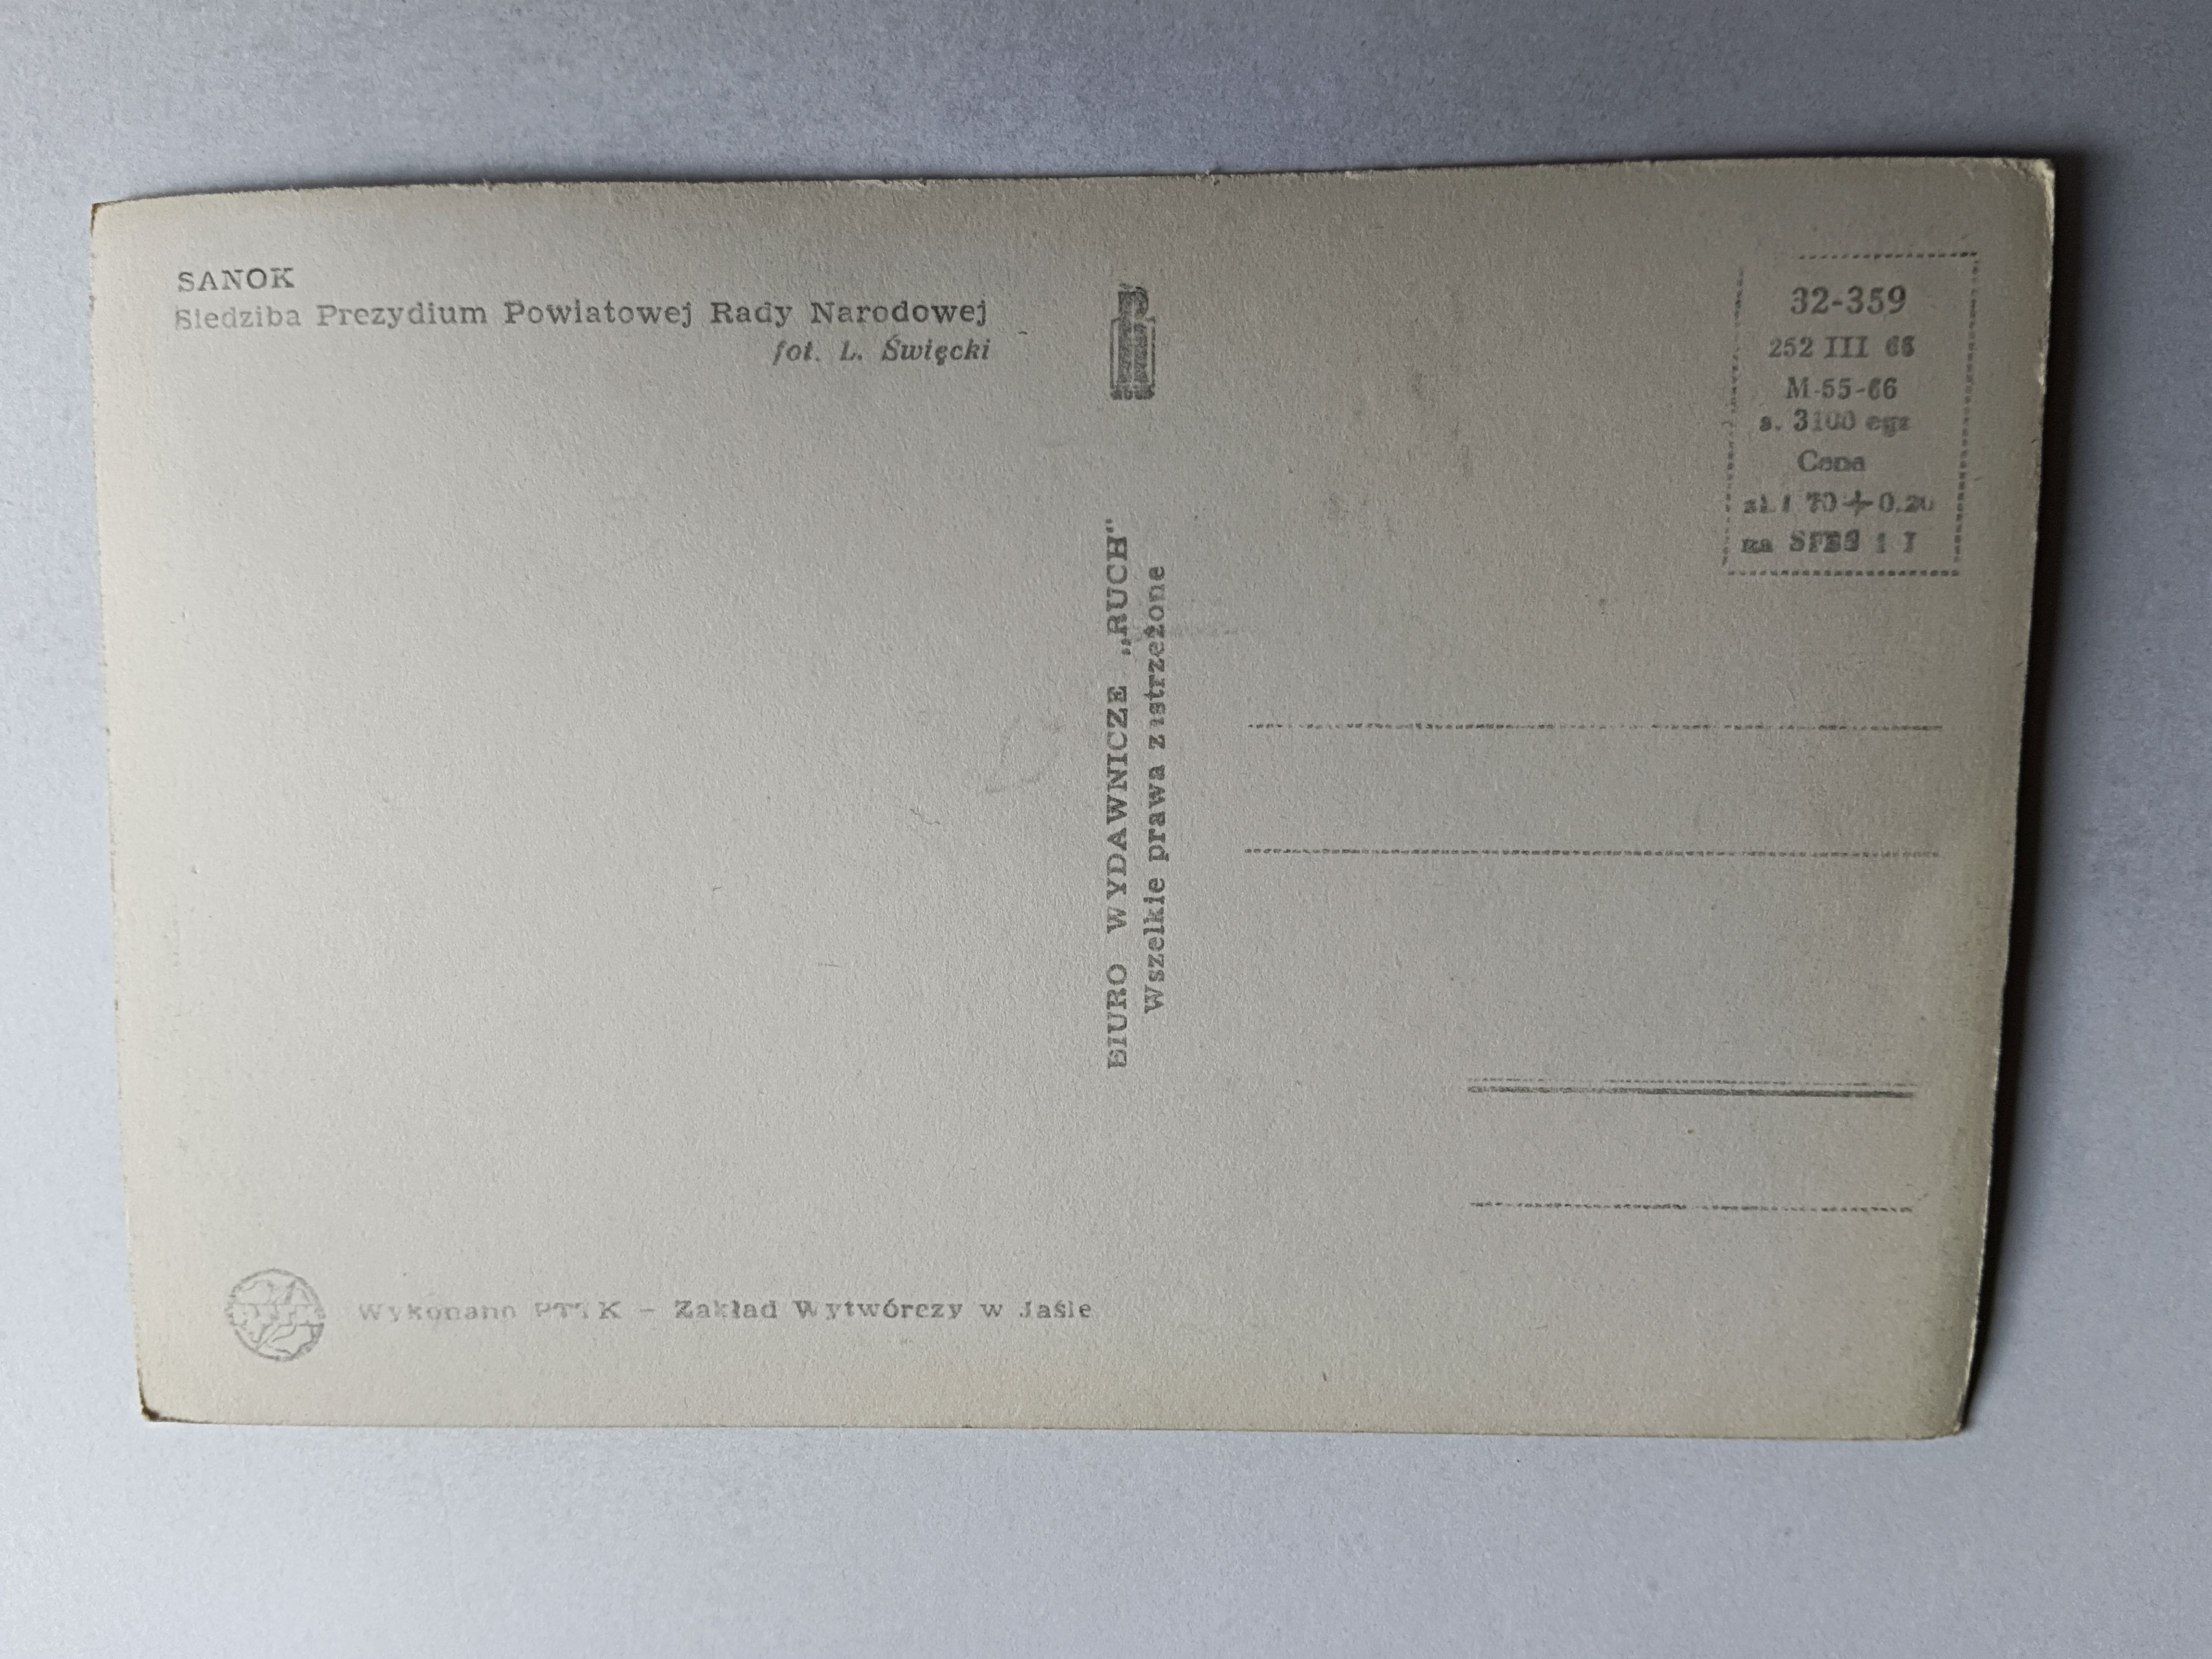 SANOK
Siedziba Prezydium Powiatowej Rady Narodowej
fot. L. Święcki
BIURO WYDAWNICZE „RUCH"
Wszelkie prawa zastrzeżone
32-359
252 III 66
M-55-66
s. 3100 egz
Cena
zł 1 70+0.20
na SFBS i I
Wykonano PTTK – Zakład Wytwórczy w Jaśle